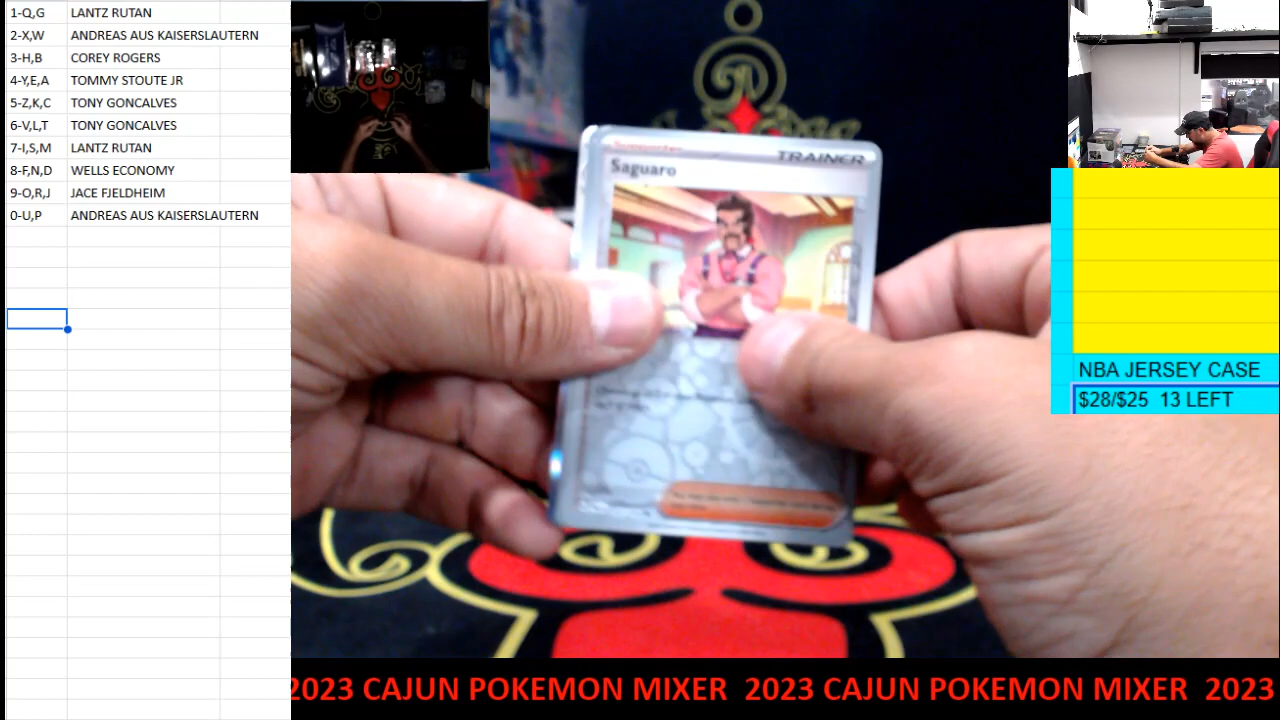 1-Q,G LANTZ RUTAN
2-X,W ANDREAS AUS KAISERSLAUTERN
3-H,B COREY ROGERS
4-Y,E,A TOMMY STOUTE JR
5-Z,K,C TONY GONCALVES
6-V,L,T TONY GONCALVES
7-I,S,M LANTZ RUTAN
8-F,N,D WELLS ECONOMY
9-O,R,J JACE FJELDHEIM
0-U,P ANDREAS AUS KAISERSLAUTERN
Supporter TRAINER
Saguaro
NBA JERSEY CASE
$28/$25 13 LEFT
2023 CAJUN POKEMON MIXER 2023 CAJUN POKEMON MIXER 2023